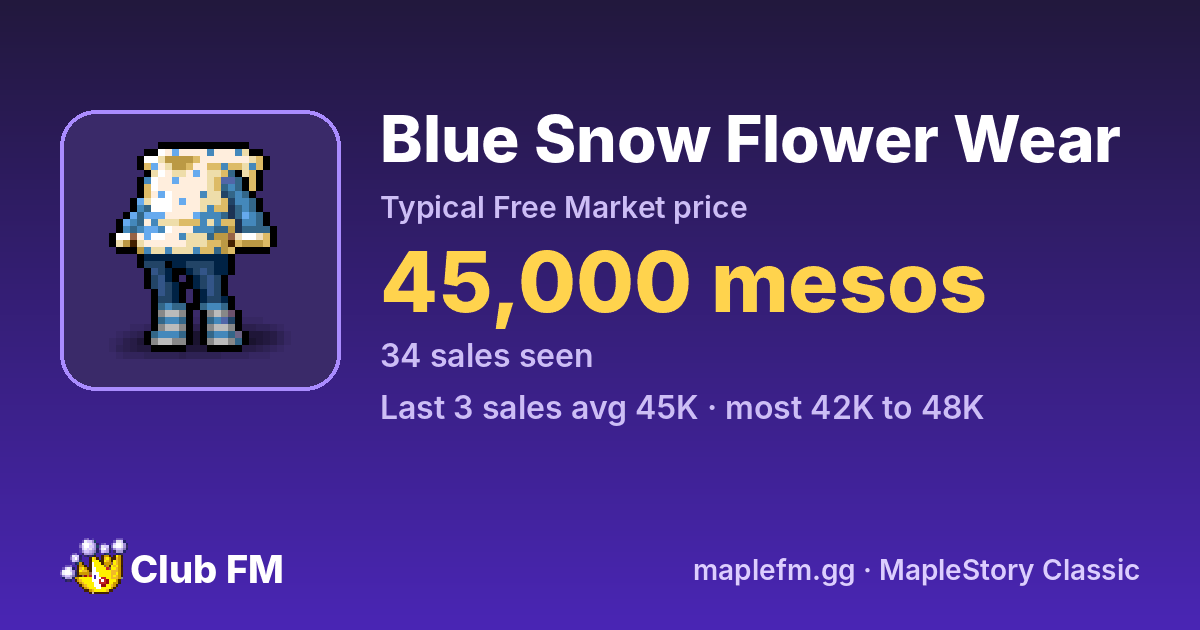 Blue Snow Flower Wear
Typical Free Market price
45,000 mesos
34 sales seen
Last 3 sales avg 45K · most 42K to 48K
Club FM
maplefm.gg · MapleStory Classic